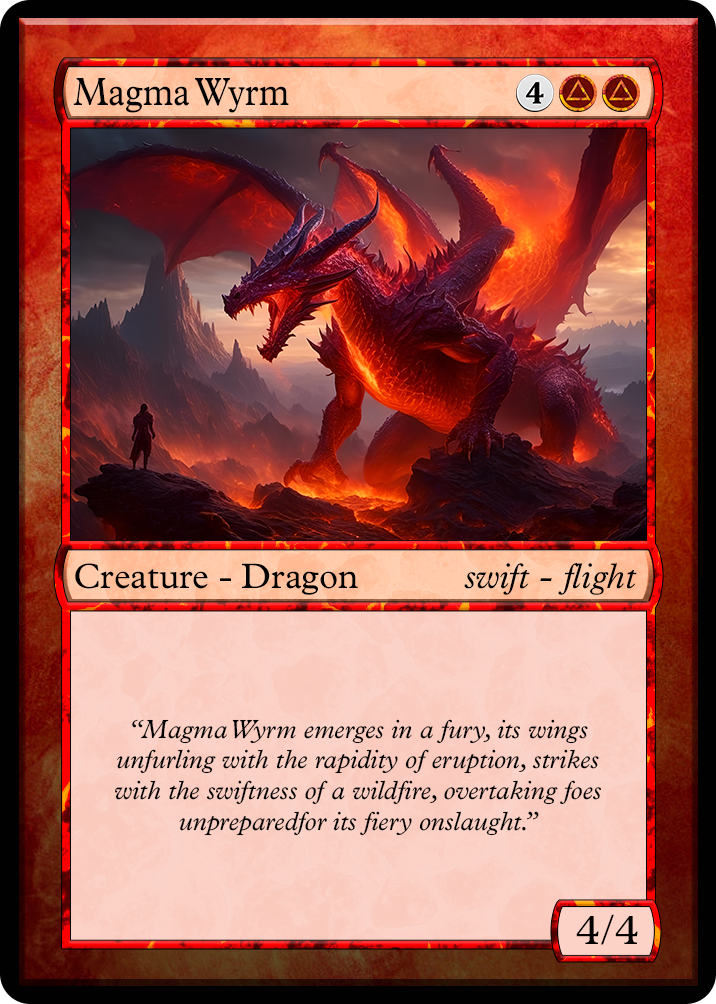 Magma Wyrm 4
Creature - Dragon swift - flight
“Magma Wyrm emerges in a fury, its wings
unfurling with the rapidity of eruption, strikes
with the swiftness of a wildfire, overtaking foes
unpreparedfor its fiery onslaught.”
4/4